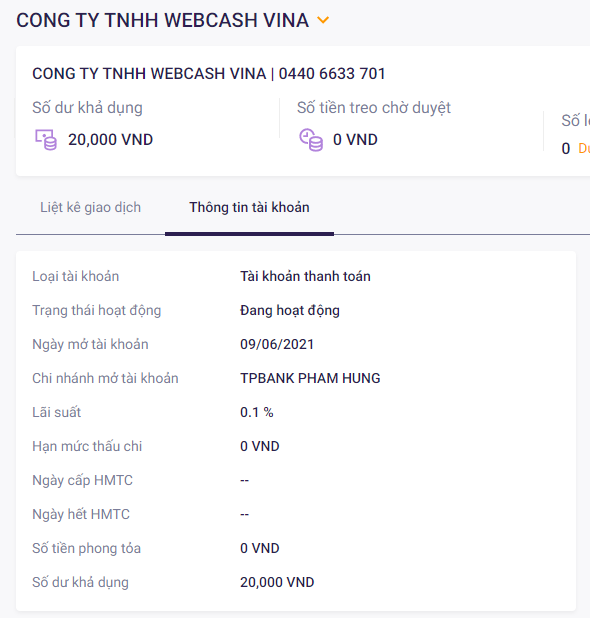 CONG TY TNHH WEBCASH VINA
CONG TY TNHH WEBCASH VINA | 0440 6633 701
Số dư khả dụng Số tiền treo chờ duyệt
20,000 VND 0 VND Số
0
Liệt kê giao dịch Thông tin tài khoản
Loại tài khoản Tài khoản thanh toán
Trạng thái hoạt động Đang hoạt động
Ngày mở tài khoản 09/06/2021
Chi nhánh mở tài khoản TPBANK PHAM HUNG
Lãi suất 0.1 %
Hạn mức thấu chi 0 VND
Ngày cấp HMTC --
Ngày hết HMTC --
Số tiền phong tỏa 0 VND
Số dư khả dụng 20,000 VND